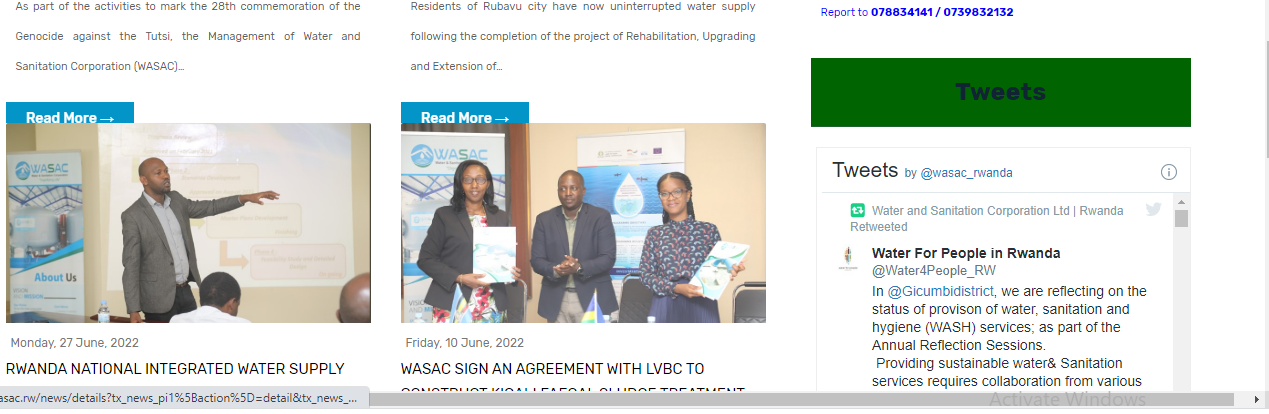 As part of the activities to mark the 28th commemoration of the
Genocide against the Tutsi, the Management of Water and
Sanitation Corporation (WASAC)...
Read More →
WASAC
About Us
Monday, 27 June, 2022
RWANDA NATIONAL INTEGRATED WATER SUPPLY
Residents of Rubavu city have now uninterrupted water supply
following the completion of the project of Rehabilitation, Upgrading
and Extension of...
Read More →
WASAC
Friday, 10 June, 2022
WASAC SIGN AN AGREEMENT WITH LVBC TO
CONSTRUCT KIGALI FAECAL SLUDGE TREATMENT
Report to 078834141 / 0739832132
Tweets
Tweets by @wasac_rwanda
Water and Sanitation Corporation Ltd | Rwanda
Retweeted
Water For People in Rwanda
@Water4People_RW
In @Gicumbidistrict, we are reflecting on the
status of provison of water, sanitation and
hygiene (WASH) services; as part of the
Annual Reflection Sessions.
Providing sustainable water& Sanitation
services requires collaboration from various
asac.rw/news/details?tx_news_pi1%5Baction%5D=detail&tx_news_...
Activate Windows